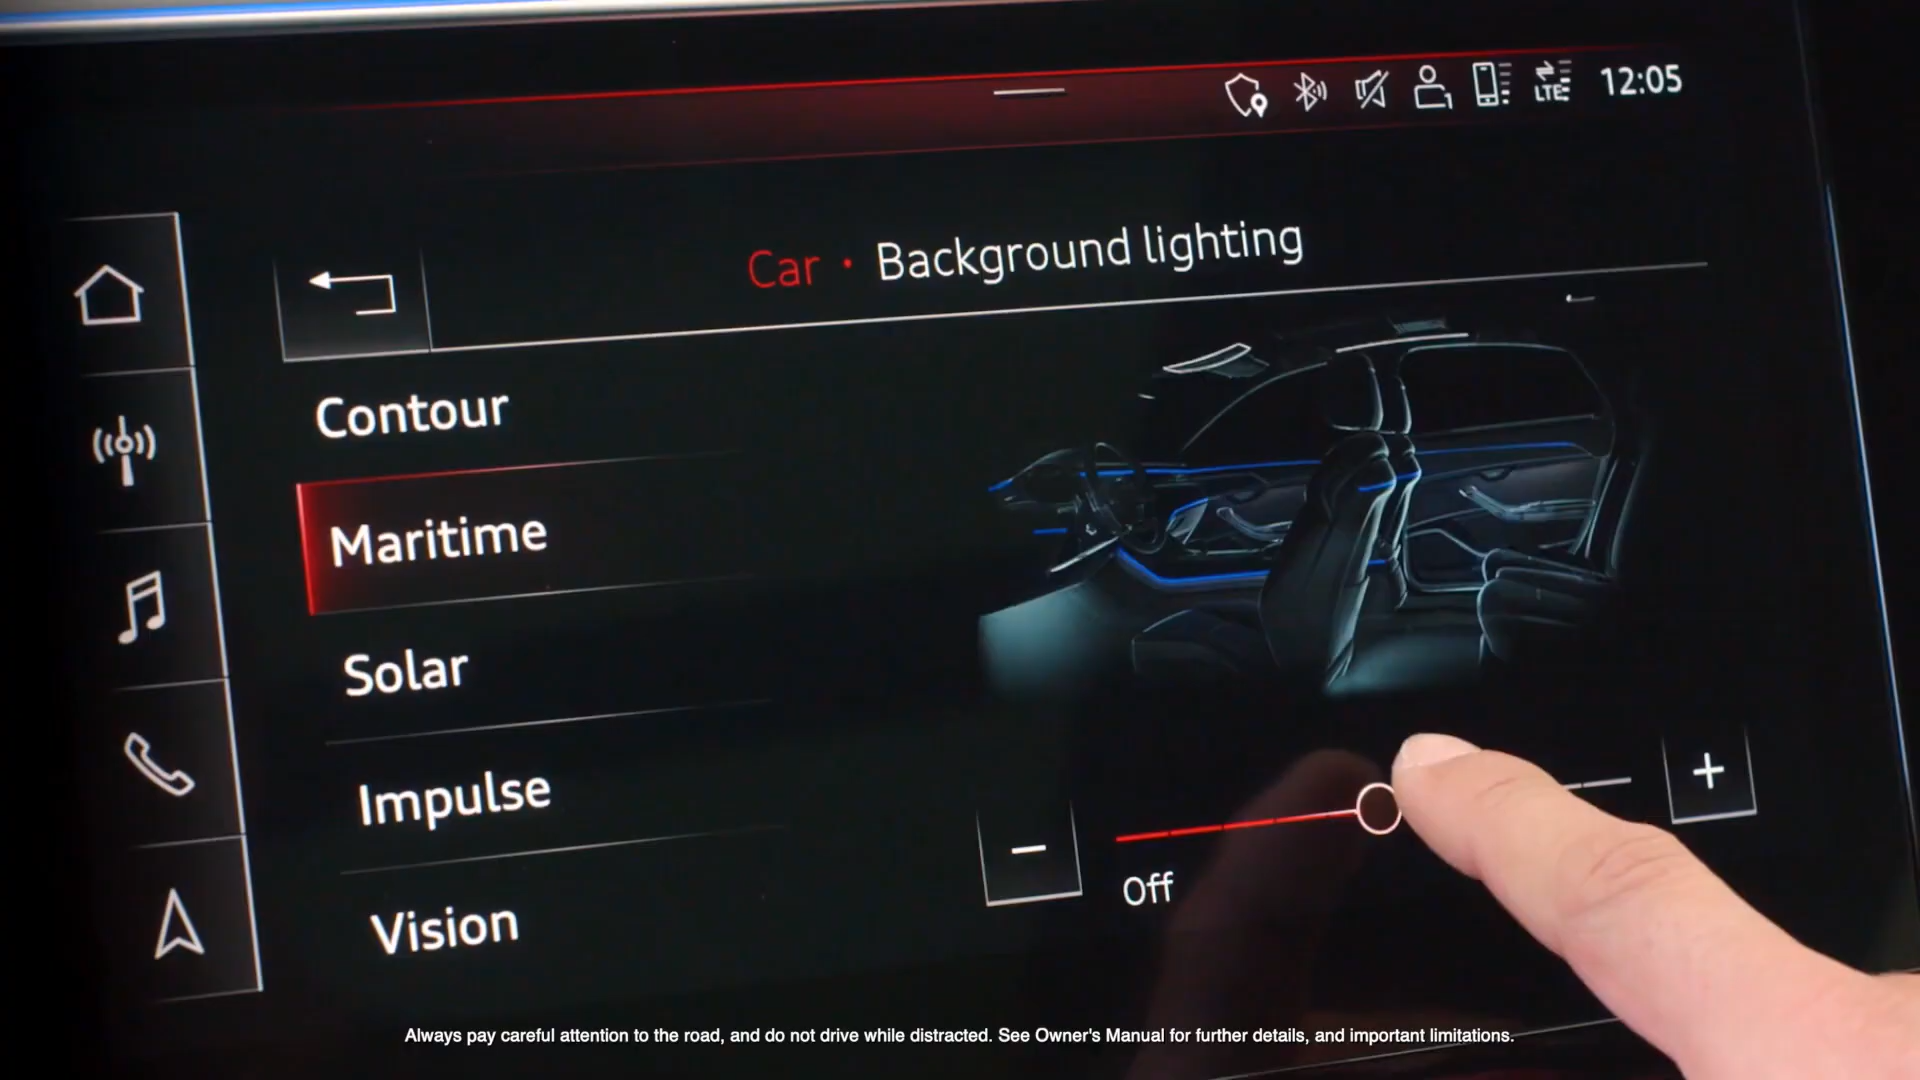 LTE 12:05
Car · Background lighting
Contour
Maritime
Solar
Impulse
Vision
Off
Always pay careful attention to the road, and do not drive while distracted. See Owner's Manual for further details, and important limitations.